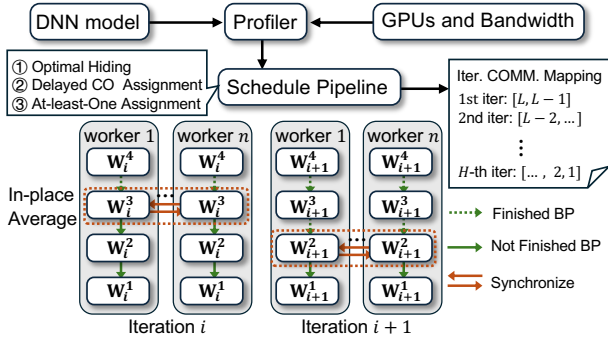 DNN model
Profiler
GPUs and Bandwidth
① Optimal Hiding
② Delayed CO Assignment
③ At-least-One Assignment
Schedule Pipeline
Iter. COMM. Mapping
1st iter: [L, L − 1]
2nd iter: [L − 2, ...]
⋮
H-th iter: [... , 2, 1]
worker 1
worker n
worker 1
worker n
W_i^4
W_i^4
W_{i+1}^4
W_{i+1}^4
In-place
Average
W_i^3
...
W_i^3
W_{i+1}^3
W_{i+1}^3
W_i^2
W_i^2
W_{i+1}^2
...
W_{i+1}^2
W_i^1
W_i^1
W_{i+1}^1
W_{i+1}^1
Finished BP
Not Finished BP
Synchronize
Iteration i
Iteration i + 1